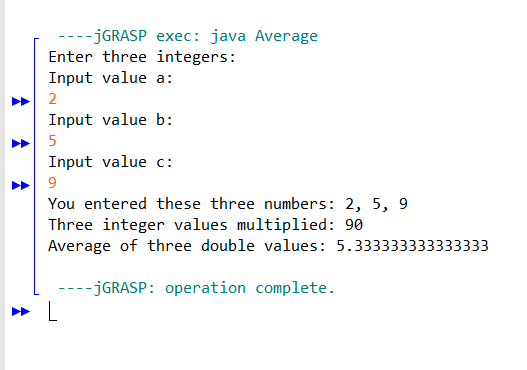 ----jGRASP exec: java Average
Enter three integers:
Input value a:
2
Input value b:
5
Input value c:
9
You entered these three numbers: 2, 5, 9
Three integer values multiplied: 90
Average of three double values: 5.333333333333333
----jGRASP: operation complete.